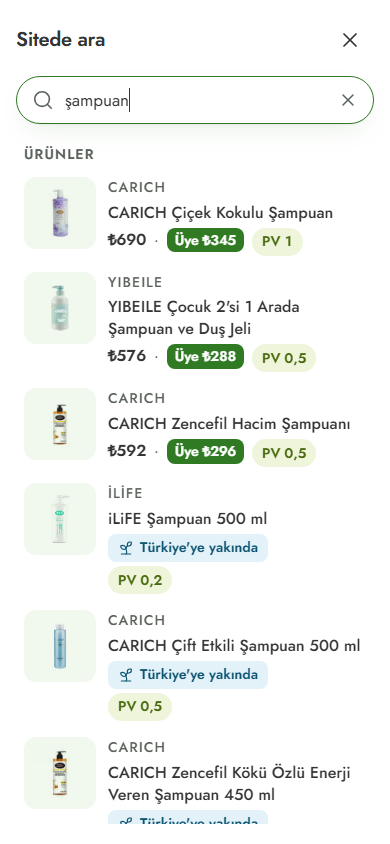 Sitede ara
şampuan
ÜRÜNLER
CARICH
CARICH Çiçek Kokulu Şampuan
₺690 · Üye ₺345 PV 1
YIBEILE
YIBEILE Çocuk 2'si 1 Arada
Şampuan ve Duş Jeli
₺576 · Üye ₺288 PV 0,5
CARICH
CARICH Zencefil Hacim Şampuanı
₺592 · Üye ₺296 PV 0,5
İLİFE
iLiFE Şampuan 500 ml
Türkiye'ye yakında
PV 0,2
CARICH
CARICH Çift Etkili Şampuan 500 ml
Türkiye'ye yakında
PV 0,5
CARICH
CARICH Zencefil Kökü Özlü Enerji
Veren Şampuan 450 ml
Türkiye'ye yakında